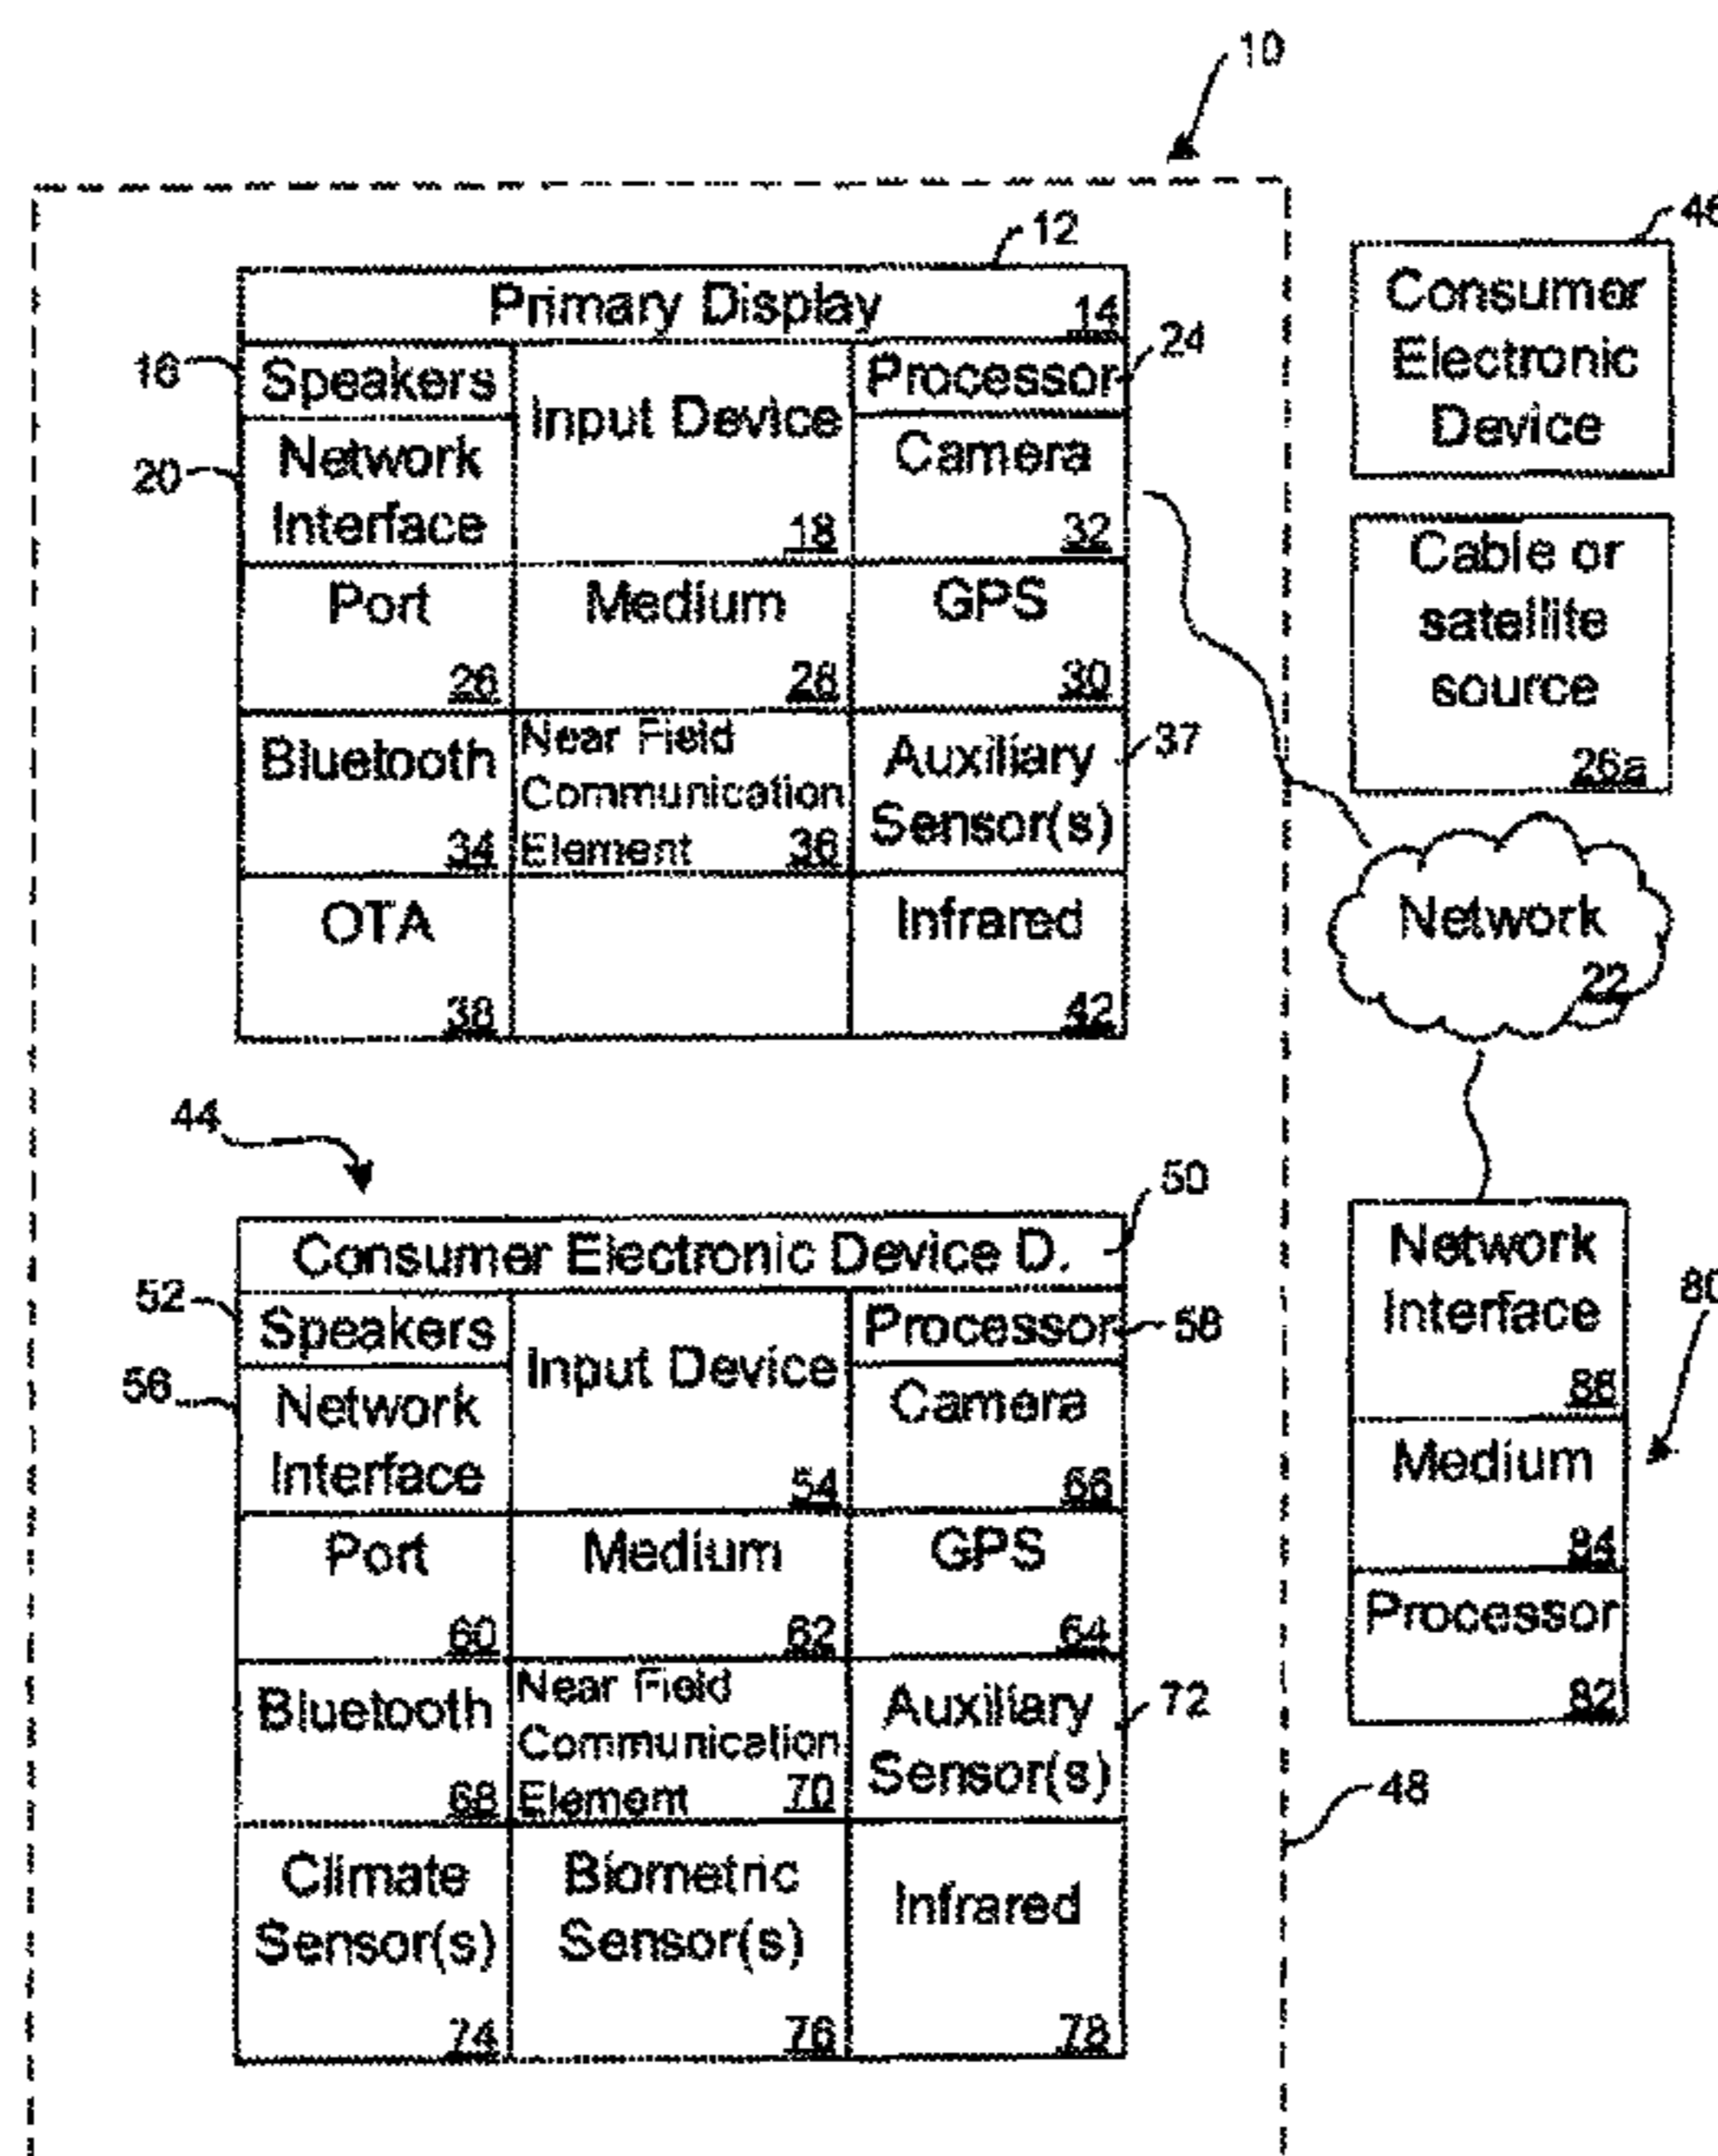 10
12
Primary Display 14
16 Speakers
Input Device 18
Processor 24
20 Network
Interface
Camera
32
Port
26
Medium
28
GPS
30
Bluetooth
34
Near Field
Communication
Element 36
Auxiliary
Sensor(s)
37
OTA
38
Infrared
42
Consumer
Electronic
Device
Cable or
satellite
source
26a
Network
22
44
50
Consumer Electronic Device D.
52 Speakers
Input Device
54
Processor 58
56 Network
Interface
Camera
66
Port
60
Medium
62
GPS
64
Bluetooth
68
Near Field
Communication
Element 70
Auxiliary
Sensor(s)
72
Climate
Sensor(s)
74
Biometric
Sensor(s)
76
Infrared
78
Network
Interface
86
80
Medium
84
Processor
82
48